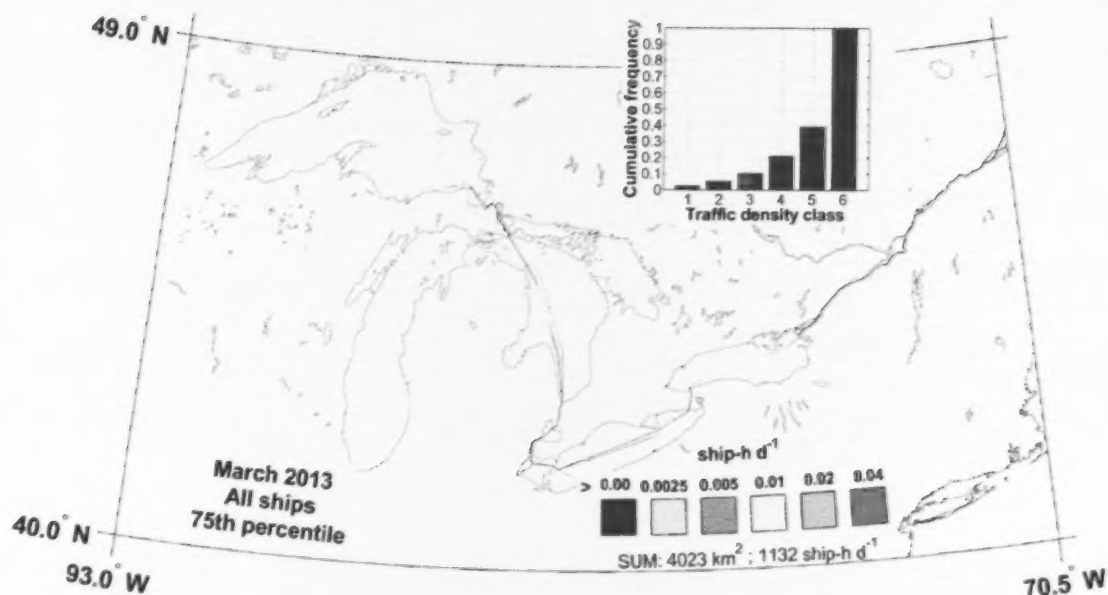 49.0° N
Cumulative frequency
1
0.9
0.8
0.7
0.6
0.5
0.4
0.3
0.2
0.1
0
1 2 3 4 5 6
Traffic density class
March 2013
All ships
75th percentile
ship-h d⁻¹
> 0.00 0.0025 0.005 0.01 0.02 0.04
SUM: 4023 km² ; 1132 ship-h d⁻¹
40.0° N
93.0° W
70.5° W